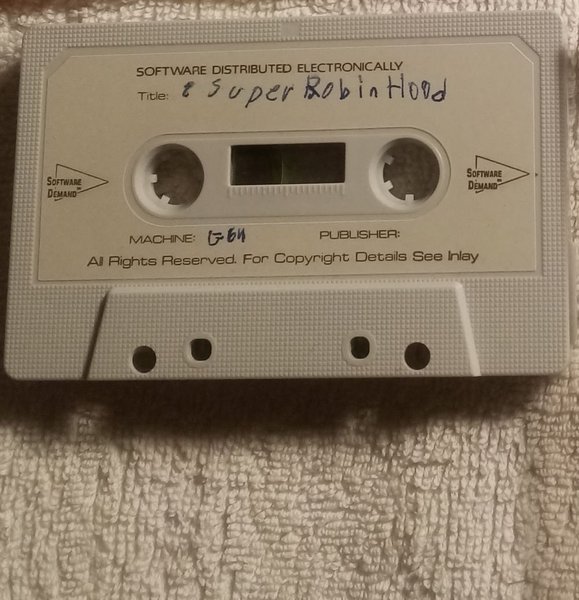 SOFTWARE DISTRIBUTED ELECTRONICALLY
Title: Super Robin Hood
SOFTWARE
DEMAND
SOFTWARE
DEMAND
MACHINE: PUBLISHER:
All Rights Reserved. For Copyright Details See Inlay